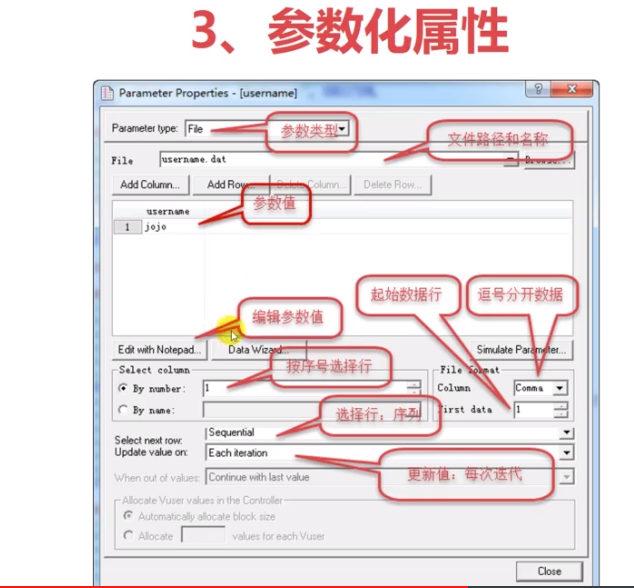 3、参数化属性
Parameter Properties - [username]
Parameter type: File
参数类型
文件路径和名称
File username.dat
Add Column... Add Row... Delete Column... Delete Row...
username
参数值
1 jojo
起始数据行
逗号分开数据
编辑参数值
Edit with Notepad... Data Wizard... Simulate Parameter...
按序号选择行
Select column
File format
By number: 1
Column Comma
By name:
First data 1
选择行：序列
Select next row: Sequential
Update value on: Each iteration
更新值：每次迭代
When out of values: Continue with last value
Allocate Vuser values in the Controller
Automatically allocate block size
Allocate values for each Vuser
Close